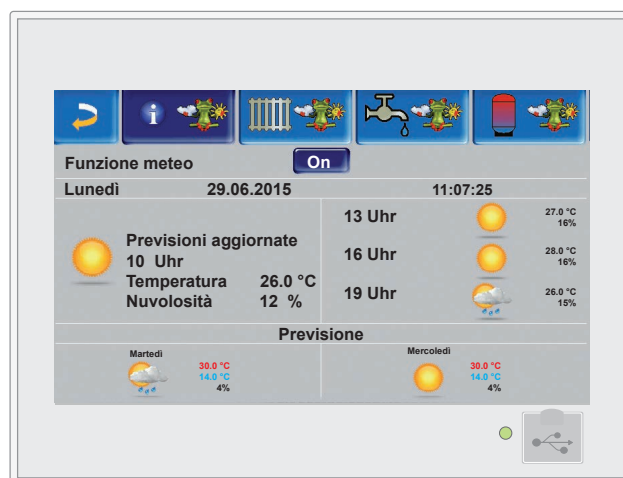 i
Funzione meteo On
Lunedì 29.06.2015 11:07:25
Previsioni aggiornate
10 Uhr
Temperatura 26.0 °C
Nuvolosità 12 %
13 Uhr 27.0 °C
16%
16 Uhr 28.0 °C
16%
19 Uhr 26.0 °C
15%
Previsione
Martedì
30.0 °C
14.0 °C
4%
Mercoledì
30.0 °C
14.0 °C
4%